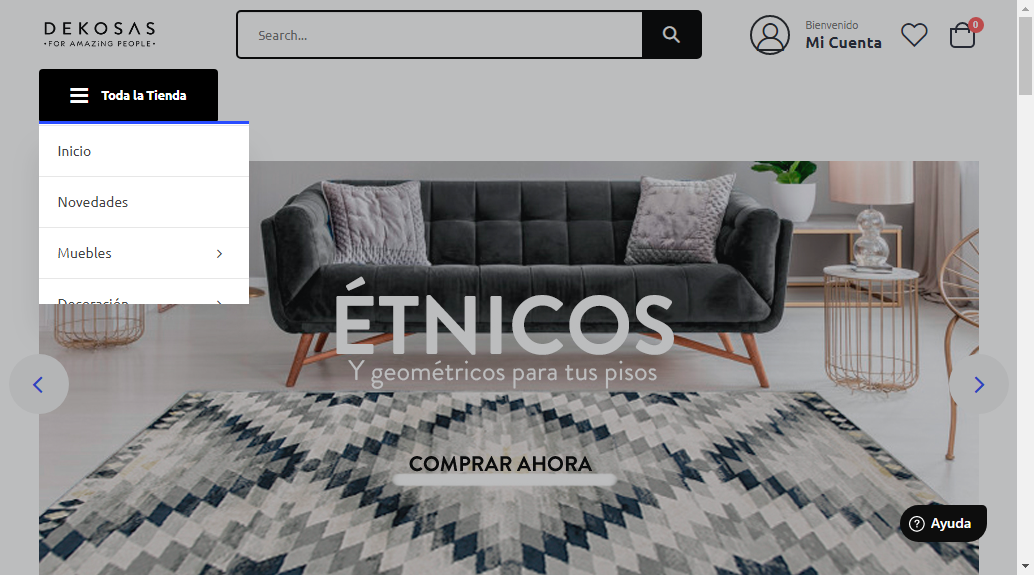 DEKOSAS
•FOR AMAZING PEOPLE•
Search...
Bienvenido
Mi Cuenta
0
Toda la Tienda
Inicio
Novedades
Muebles
Decoración
ÉTNICOS
Y geométricos para tus pisos
COMPRAR AHORA
Ayuda